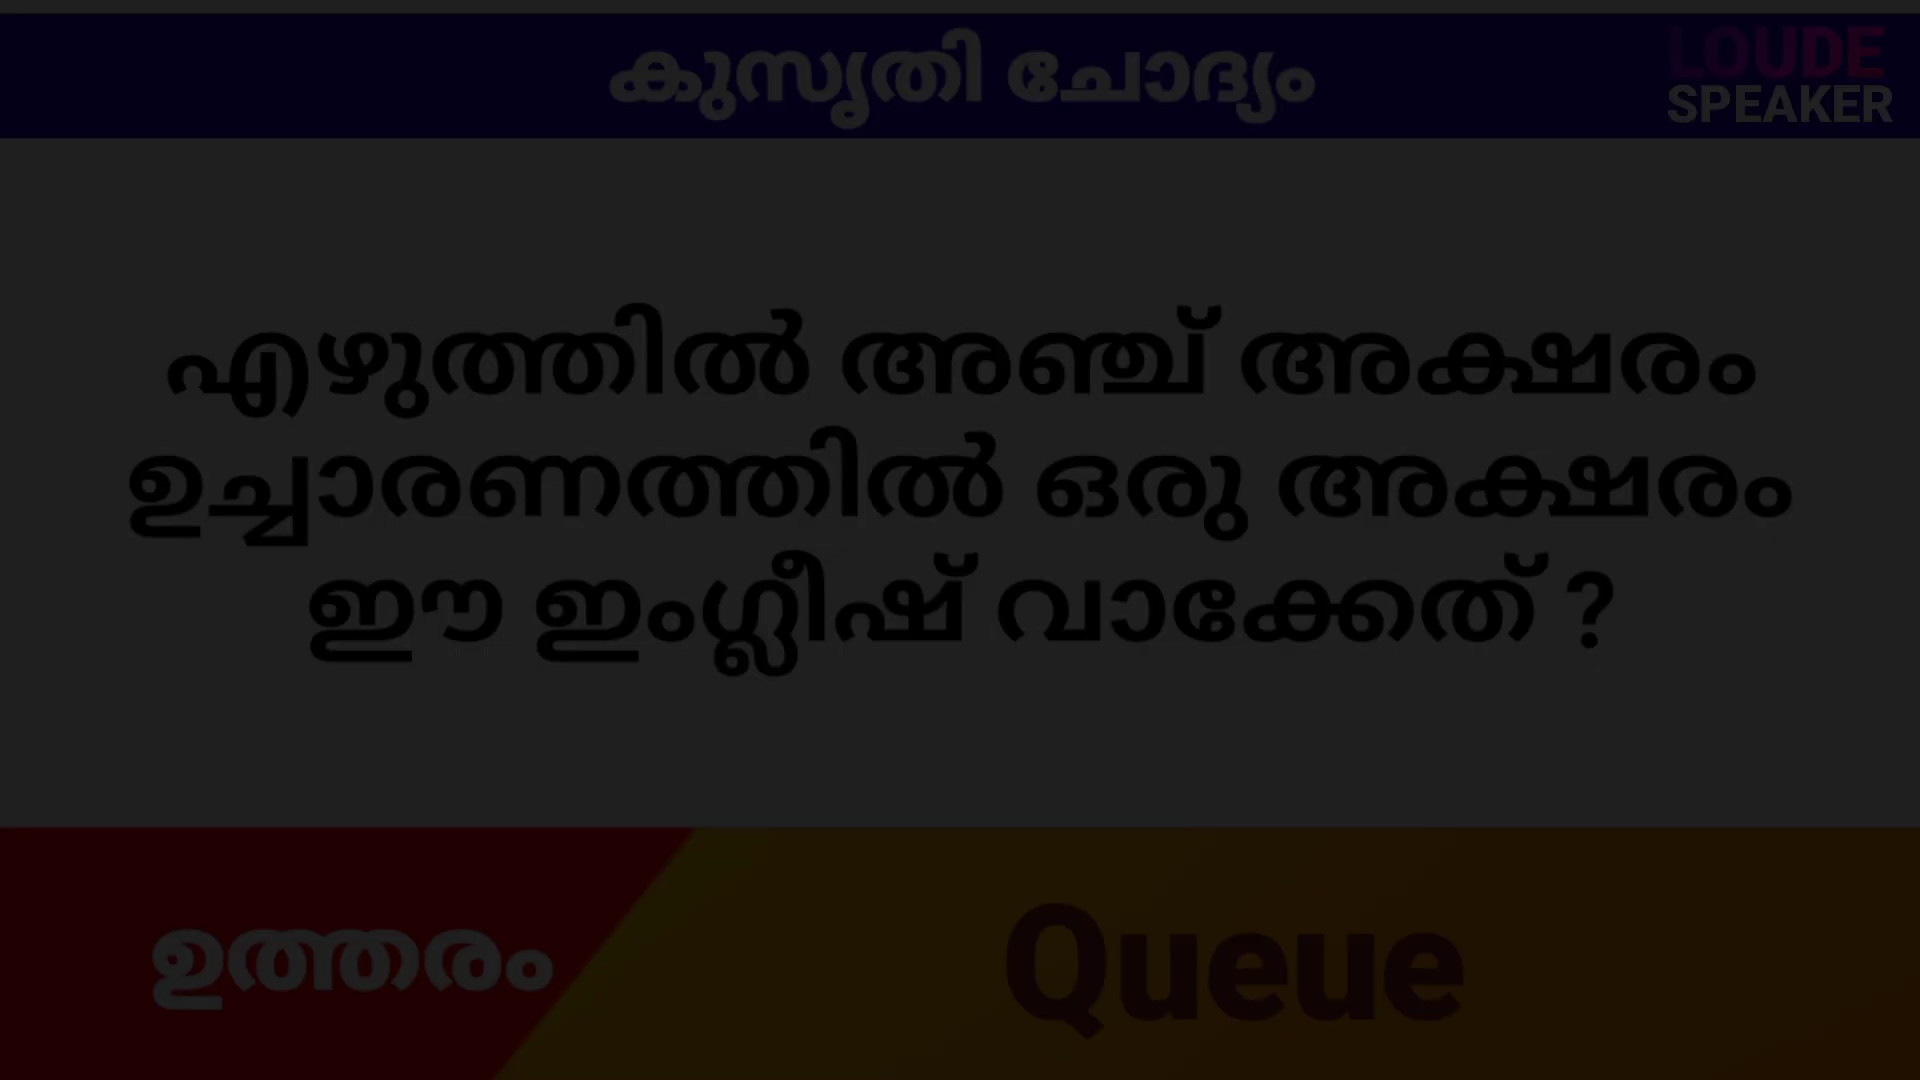 കുസൃതി ചോദ്യം
LOUDE
SPEAKER
എഴുത്തിൽ അഞ്ച് അക്ഷരം
ഉച്ചാരണത്തിൽ ഒരു അക്ഷരം
ഈ ഇംഗ്ലീഷ് വാക്കേത് ?
ഉത്തരം
Queue